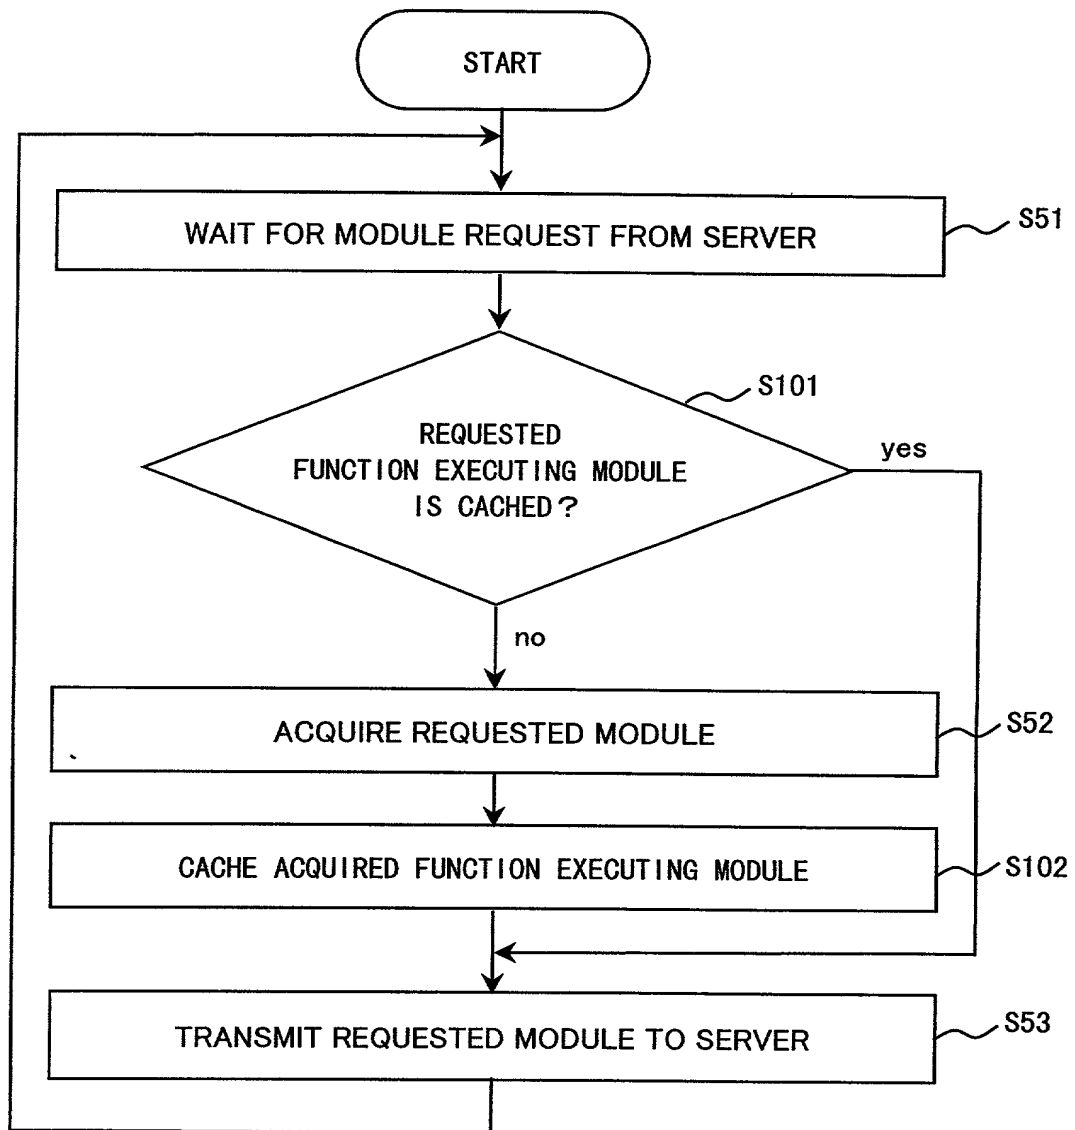 START
WAIT FOR MODULE REQUEST FROM SERVER
S51
S101
REQUESTED
FUNCTION EXECUTING MODULE
IS CACHED?
yes
no
ACQUIRE REQUESTED MODULE
S52
CACHE ACQUIRED FUNCTION EXECUTING MODULE
S102
TRANSMIT REQUESTED MODULE TO SERVER
S53